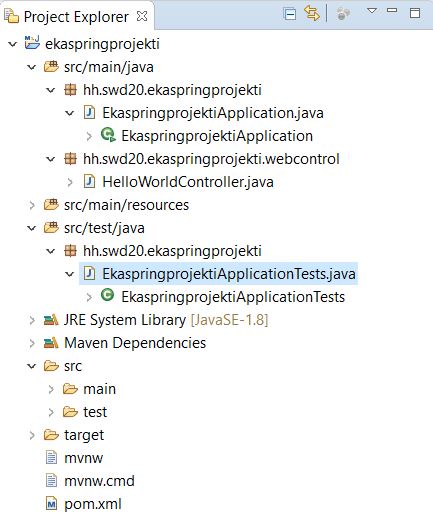 Project Explorer
ekaspringprojekti
src/main/java
hh.swd20.ekaspringprojekti
EkaspringprojektiApplication.java
EkaspringprojektiApplication
hh.swd20.ekaspringprojekti.webcontrol
HelloWorldController.java
src/main/resources
src/test/java
hh.swd20.ekaspringprojekti
EkaspringprojektiApplicationTests.java
EkaspringprojektiApplicationTests
JRE System Library [JavaSE-1.8]
Maven Dependencies
src
main
test
target
mvnw
mvnw.cmd
pom.xml